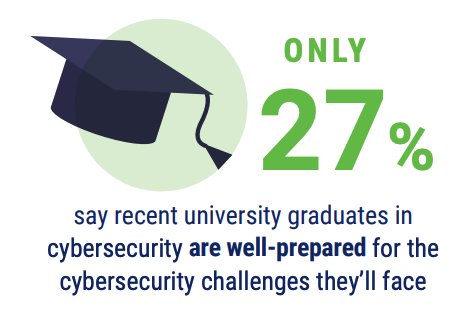 ONLY
27%
say recent university graduates in
cybersecurity are well-prepared for the
cybersecurity challenges they'll face